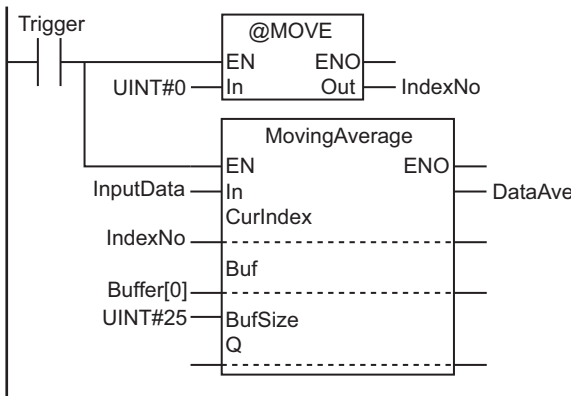 Trigger
@MOVE
EN ENO
UINT#0 In Out IndexNo
MovingAverage
EN ENO
InputData In DataAve
CurIndex
IndexNo
Buf
Buffer[0]
UINT#25 BufSize
Q